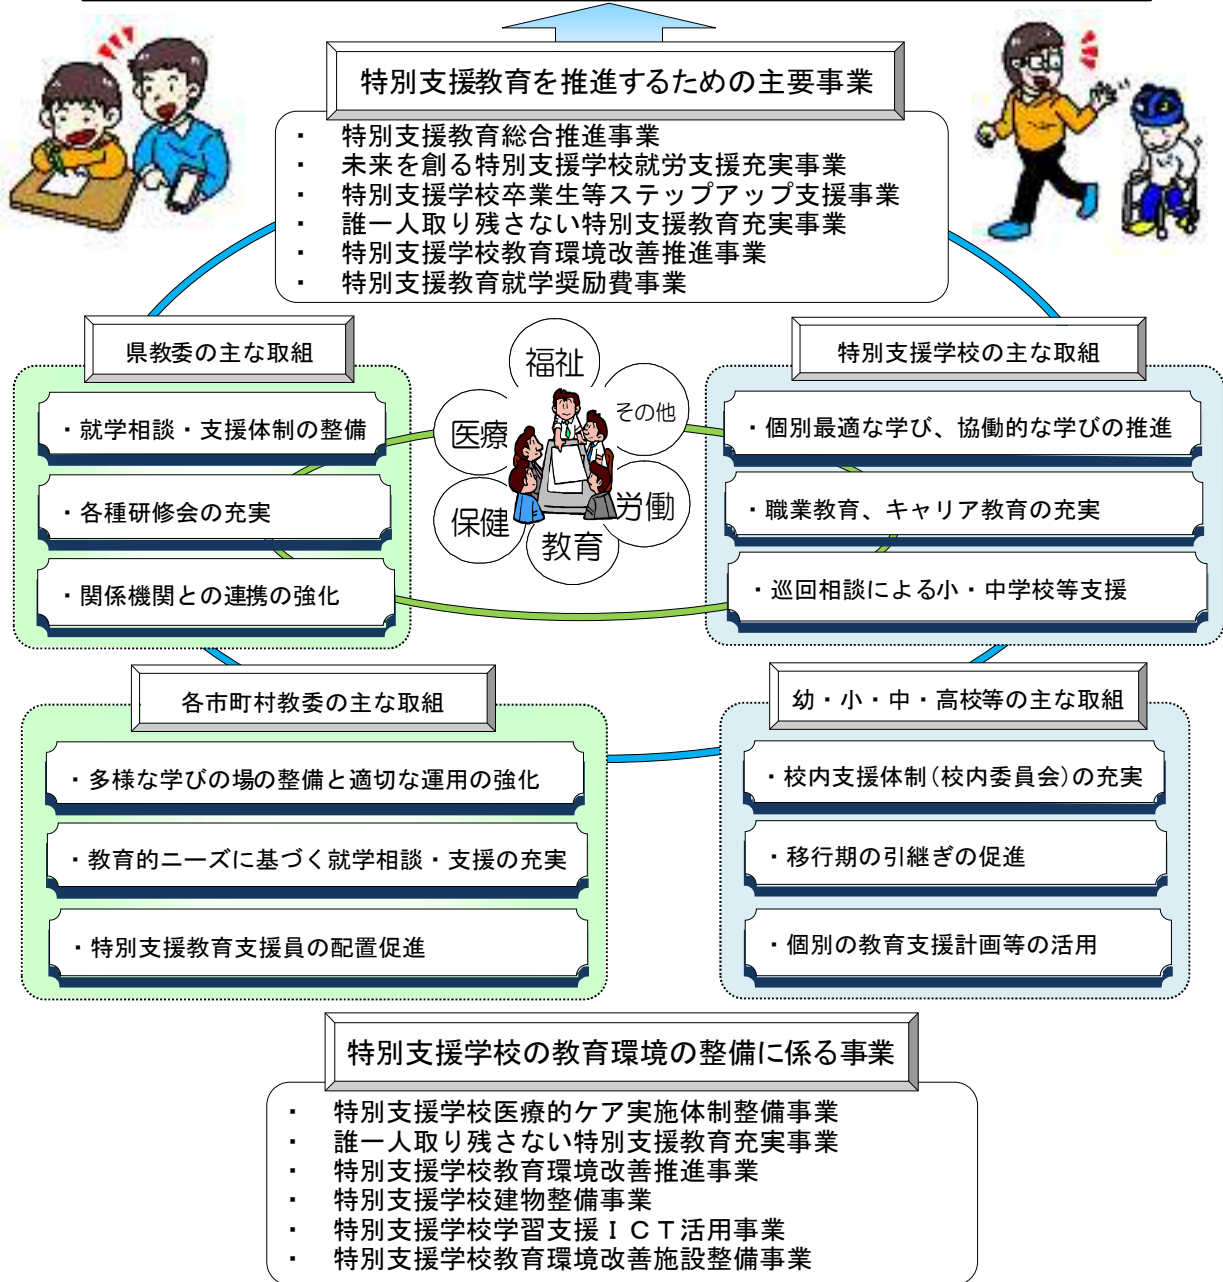 特別支援教育を推進するための主要事業
・　特別支援教育総合推進事業
・　未来を創る特別支援学校就労支援充実事業
・　特別支援学校卒業生等ステップアップ支援事業
・　誰一人取り残さない特別支援教育充実事業
・　特別支援学校教育環境改善推進事業
・　特別支援教育就学奨励費事業
県教委の主な取組
・就学相談・支援体制の整備
・各種研修会の充実
・関係機関との連携の強化
福祉
医療
その他
保健
労働
教育
特別支援学校の主な取組
・個別最適な学び、協働的な学びの推進
・職業教育、キャリア教育の充実
・巡回相談による小・中学校等支援
各市町村教委の主な取組
・多様な学びの場の整備と適切な運用の強化
・教育的ニーズに基づく就学相談・支援の充実
・特別支援教育支援員の配置促進
幼・小・中・高校等の主な取組
・校内支援体制(校内委員会)の充実
・移行期の引継ぎの促進
・個別の教育支援計画等の活用
特別支援学校の教育環境の整備に係る事業
・　特別支援学校医療的ケア実施体制整備事業
・　誰一人取り残さない特別支援教育充実事業
・　特別支援学校教育環境改善推進事業
・　特別支援学校建物整備事業
・　特別支援学校学習支援ＩＣＴ活用事業
・　特別支援学校教育環境改善施設整備事業